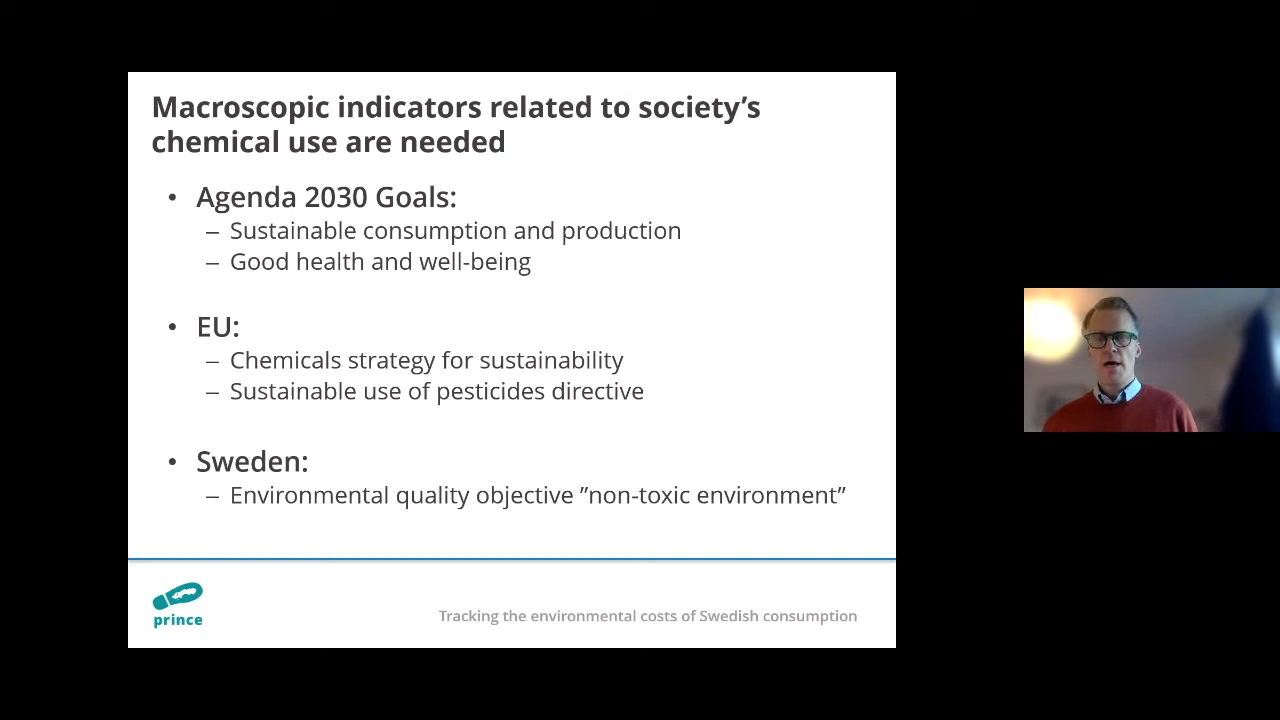 Macroscopic indicators related to society’s
chemical use are needed
• Agenda 2030 Goals:
– Sustainable consumption and production
– Good health and well-being
• EU:
– Chemicals strategy for sustainability
– Sustainable use of pesticides directive
• Sweden:
– Environmental quality objective ”non-toxic environment”
prince
Tracking the environmental costs of Swedish consumption